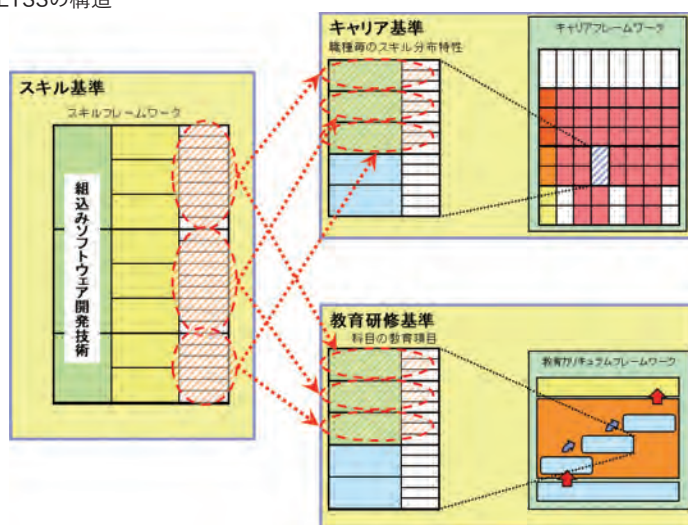 ETSSの構造
スキル基準
スキルフレームワーク
組込みソフトウェア開発技術
キャリア基準
職種毎のスキル分布特性
キャリアフレームワーク
教育研修基準
科目の教育項目
教育カリキュラムフレームワーク